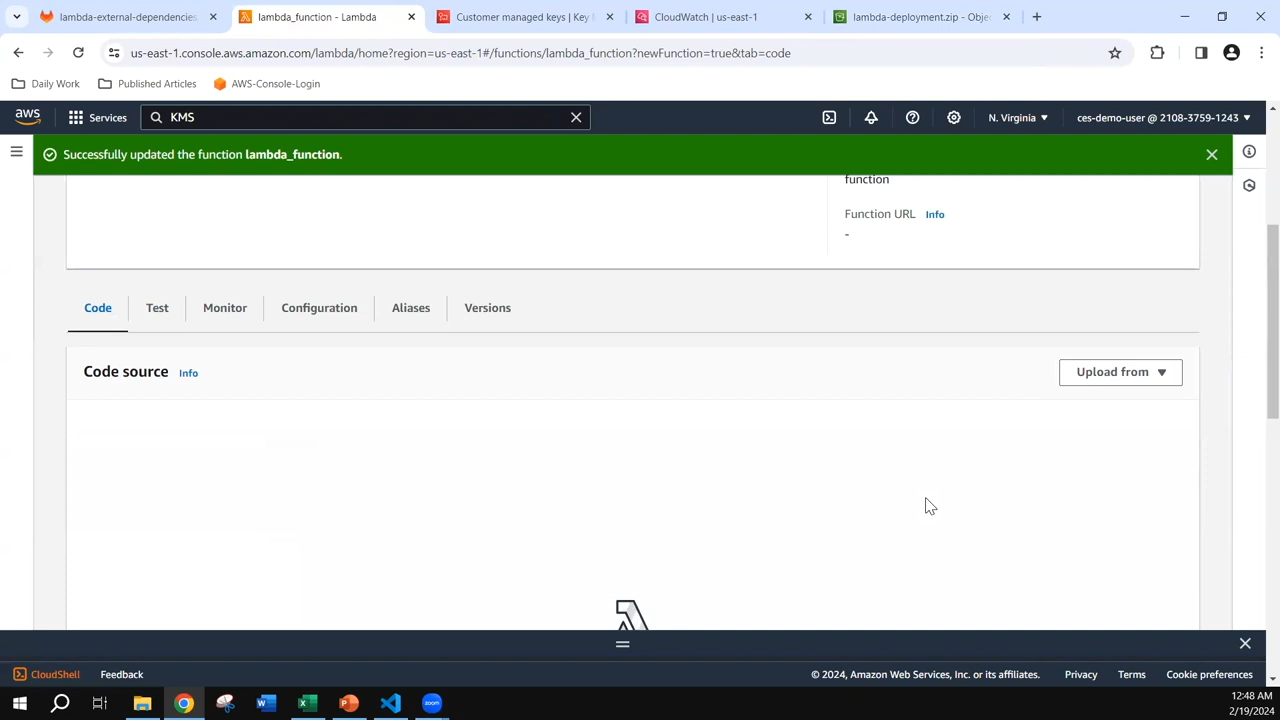 lambda-external-dependencies
lambda_function - Lambda
Customer managed keys | Key
CloudWatch | us-east-1
lambda-deployment.zip - Obje
us-east-1.console.aws.amazon.com/lambda/home?region=us-east-1#/functions/lambda_function?newFunction=true&tab=code
Daily Work
Published Articles
AWS-Console-Login
aws
Services
KMS
N. Virginia
ces-demo-user @ 2108-3759-1243
Successfully updated the function lambda_function.
function
Function URL Info
-
Code
Test
Monitor
Configuration
Aliases
Versions
Code source Info
Upload from
CloudShell
Feedback
© 2024, Amazon Web Services, Inc. or its affiliates.
Privacy
Terms
Cookie preferences
zoom
12:48 AM
2/19/2024